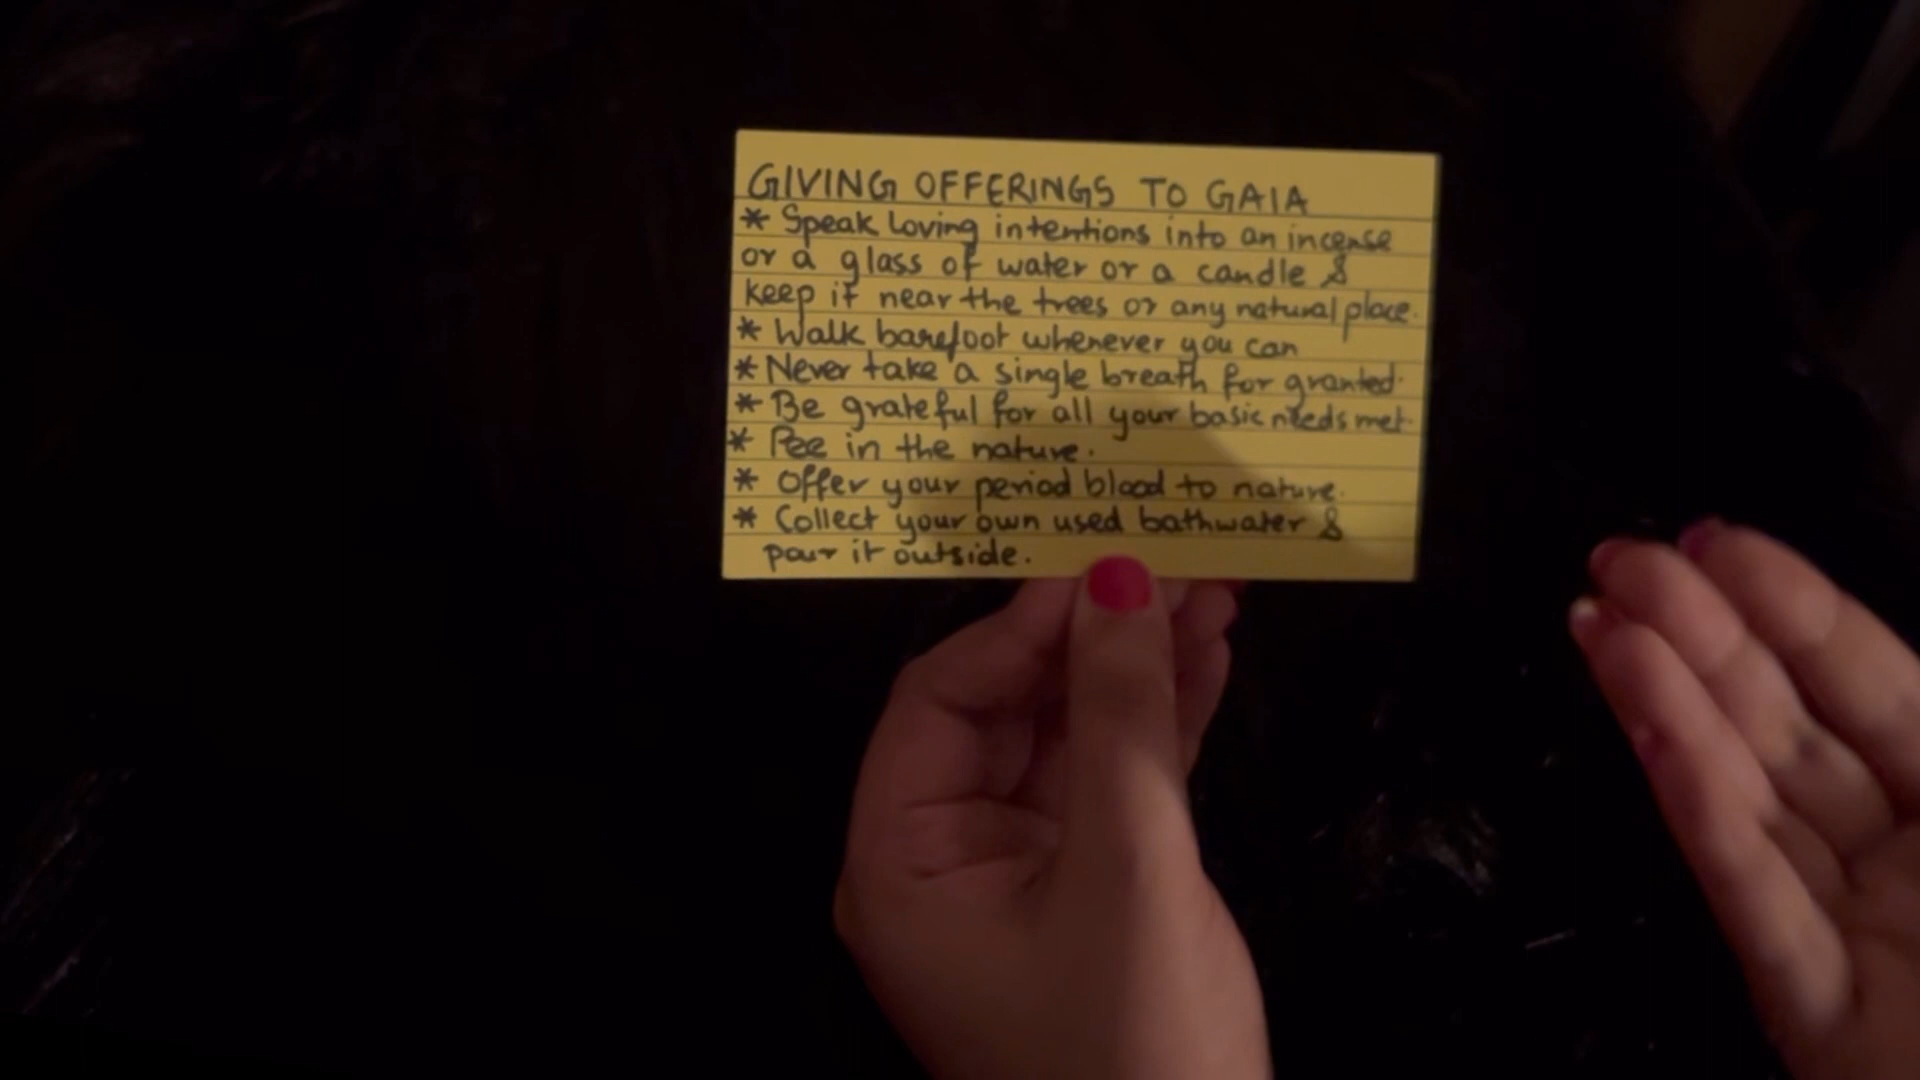 GIVING OFFERINGS TO GAIA
* Speak loving intentions into an incense
or a glass of water or a candle &
keep it near the trees or any natural place.
* Walk barefoot whenever you can
* Never take a single breath for granted.
* Be grateful for all your basic needs met.
* Pee in the nature.
* Offer your period blood to nature.
* Collect your own used bathwater &
pour it outside.